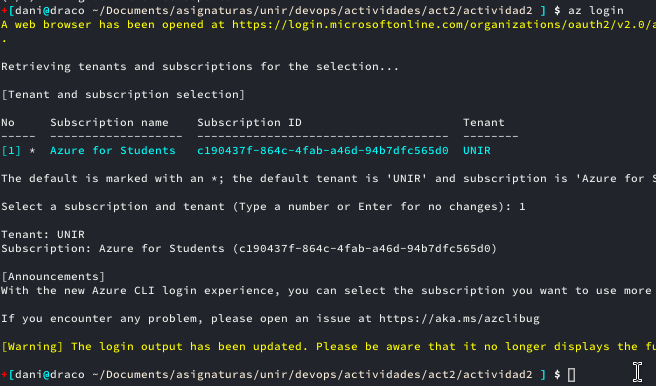 +[dani@draco ~/Documents/asignaturas/unir/devops/actividades/act2/actividad2 ] $ az login
A web browser has been opened at https://login.microsoftonline.com/organizations/oauth2/v2.0/a
.
Retrieving tenants and subscriptions for the selection...
[Tenant and subscription selection]
No Subscription name Subscription ID Tenant
----- ------------------- ------------------------------------ --------
[1] * Azure for Students c190437f-864c-4fab-a46d-94b7dfc565d0 UNIR
The default is marked with an *; the default tenant is 'UNIR' and subscription is 'Azure for S
Select a subscription and tenant (Type a number or Enter for no changes): 1
Tenant: UNIR
Subscription: Azure for Students (c190437f-864c-4fab-a46d-94b7dfc565d0)
[Announcements]
With the new Azure CLI login experience, you can select the subscription you want to use more
If you encounter any problem, please open an issue at https://aka.ms/azclibug
[Warning] The login output has been updated. Please be aware that it no longer displays the fu
+[dani@draco ~/Documents/asignaturas/unir/devops/actividades/act2/actividad2 ] $